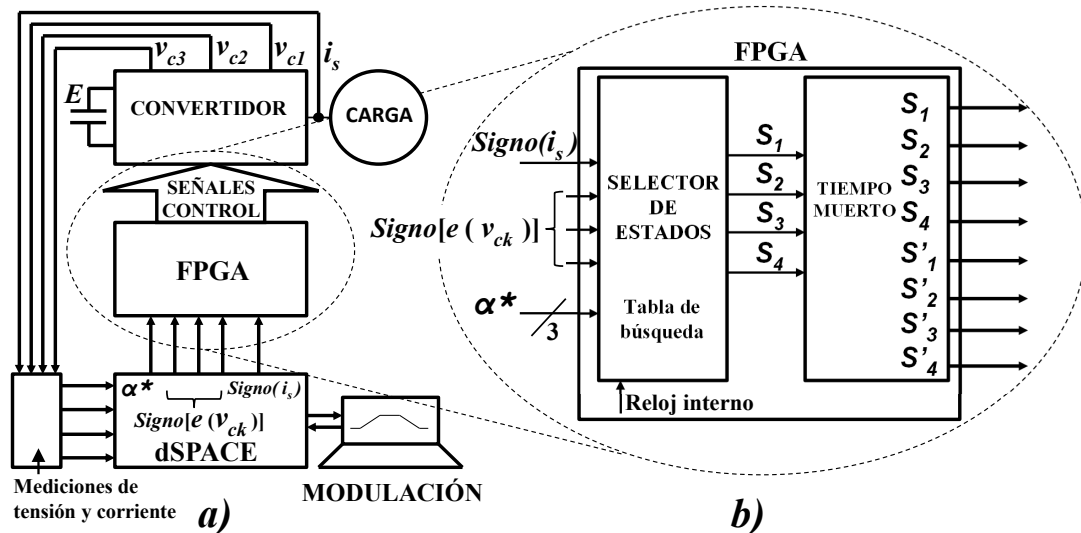 v_c3
v_c2
v_c1
i_s
E
CONVERTIDOR
CARGA
SEÑALES
CONTROL
FPGA
α*
Signo(i_s)
Signo[e(v_ck)]
dSPACE
MODULACIÓN
Mediciones de
tensión y corriente
a)
FPGA
Signo(i_s)
Signo[e(v_ck)]
α*
3
SELECTOR
DE
ESTADOS
Tabla de
búsqueda
Reloj interno
S_1
S_2
S_3
S_4
TIEMPO
MUERTO
S_1
S_2
S_3
S_4
S'_1
S'_2
S'_3
S'_4
b)